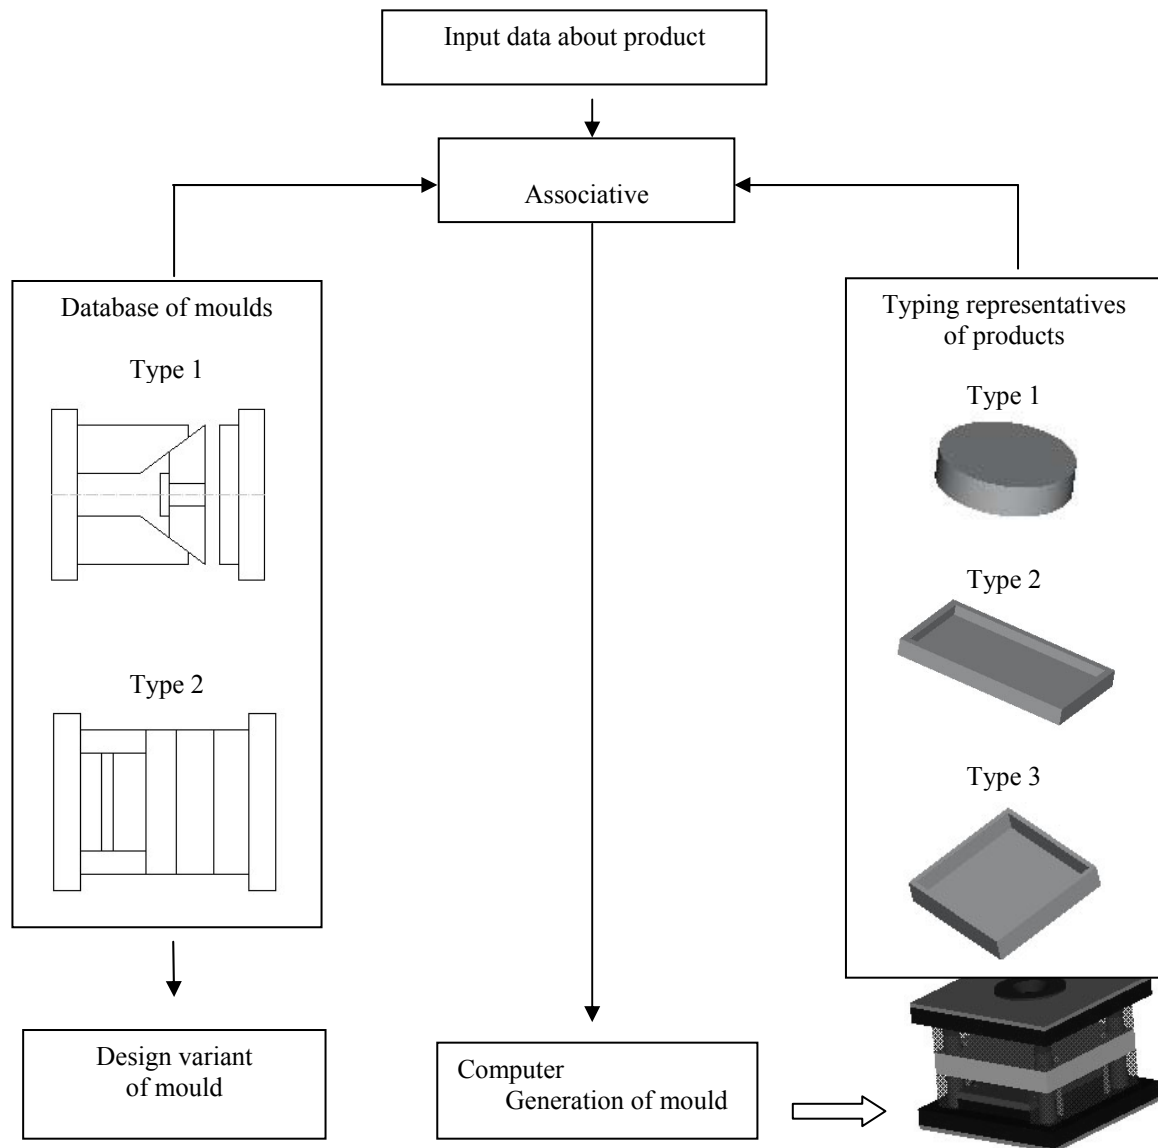 Input data about product
Associative
Database of moulds
Type 1
Type 2
Typing representatives
of products
Type 1
Type 2
Type 3
Design variant
of mould
Computer
Generation of mould